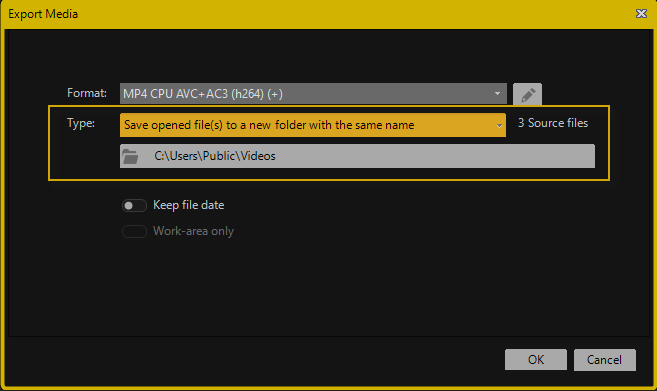 Export Media
Format: MP4 CPU AVC+AC3 (h264) (+)
Type: Save opened file(s) to a new folder with the same name 3 Source files
C:\Users\Public\Videos
Keep file date
Work-area only
OK Cancel